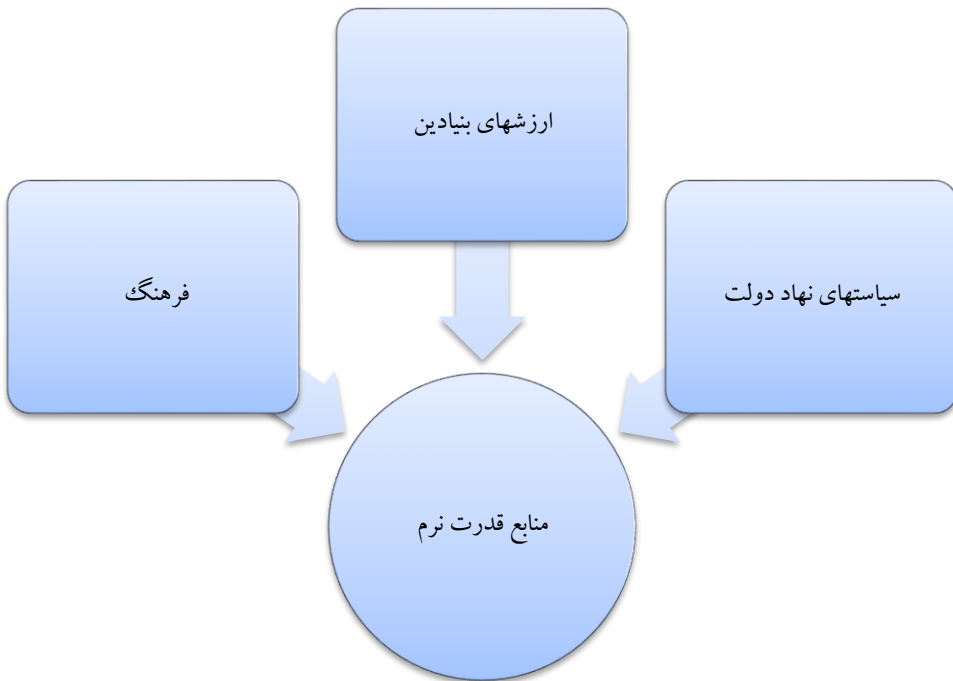 ارزشهای بنیادین
سیاستهای نهاد دولت
فرهنگ
منابع قدرت نرم